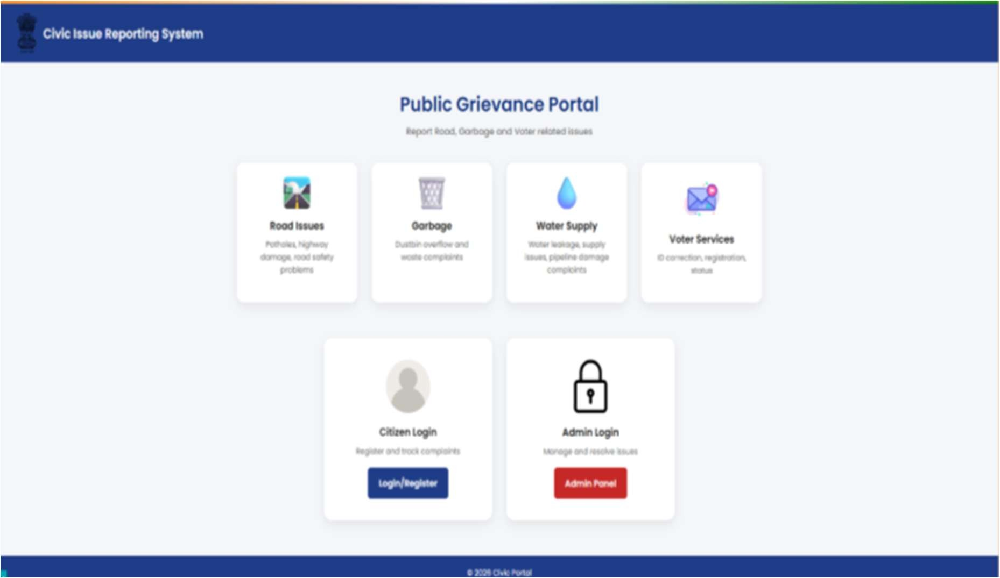 Civic Issue Reporting System
Public Grievance Portal
Report Road, Garbage and Voter related issues
Road Issues
Potholes, highway
damage, road safety
problems
Garbage
Dustbin overflow and
waste complaints
Water Supply
Water leakage, supply
issues, pipeline damage
complaints
Voter Services
ID correction, registration,
status
Citizen Login
Register and track complaints
Login/Register
Admin Login
Manage and resolve issues
Admin Panel
© 2026 Civic Portal